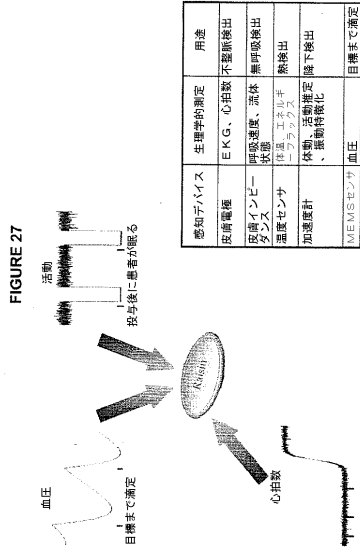 FIGURE 27
血圧
目標まで滴定
活動
投与後に患者が眠る
Raisin
心拍数
感知デバイス 生理学的測定 用途
皮膚電極 EKG、心拍数 不整脈検出
皮膚インピーダンス 呼吸速度、流体状態 無呼吸検出
温度センサ 体温、エネルギーフラックス 熱検出
加速度計 体動、活動推定、振動特徴化 降下検出
MEMSセンサ 血圧 目標まで滴定